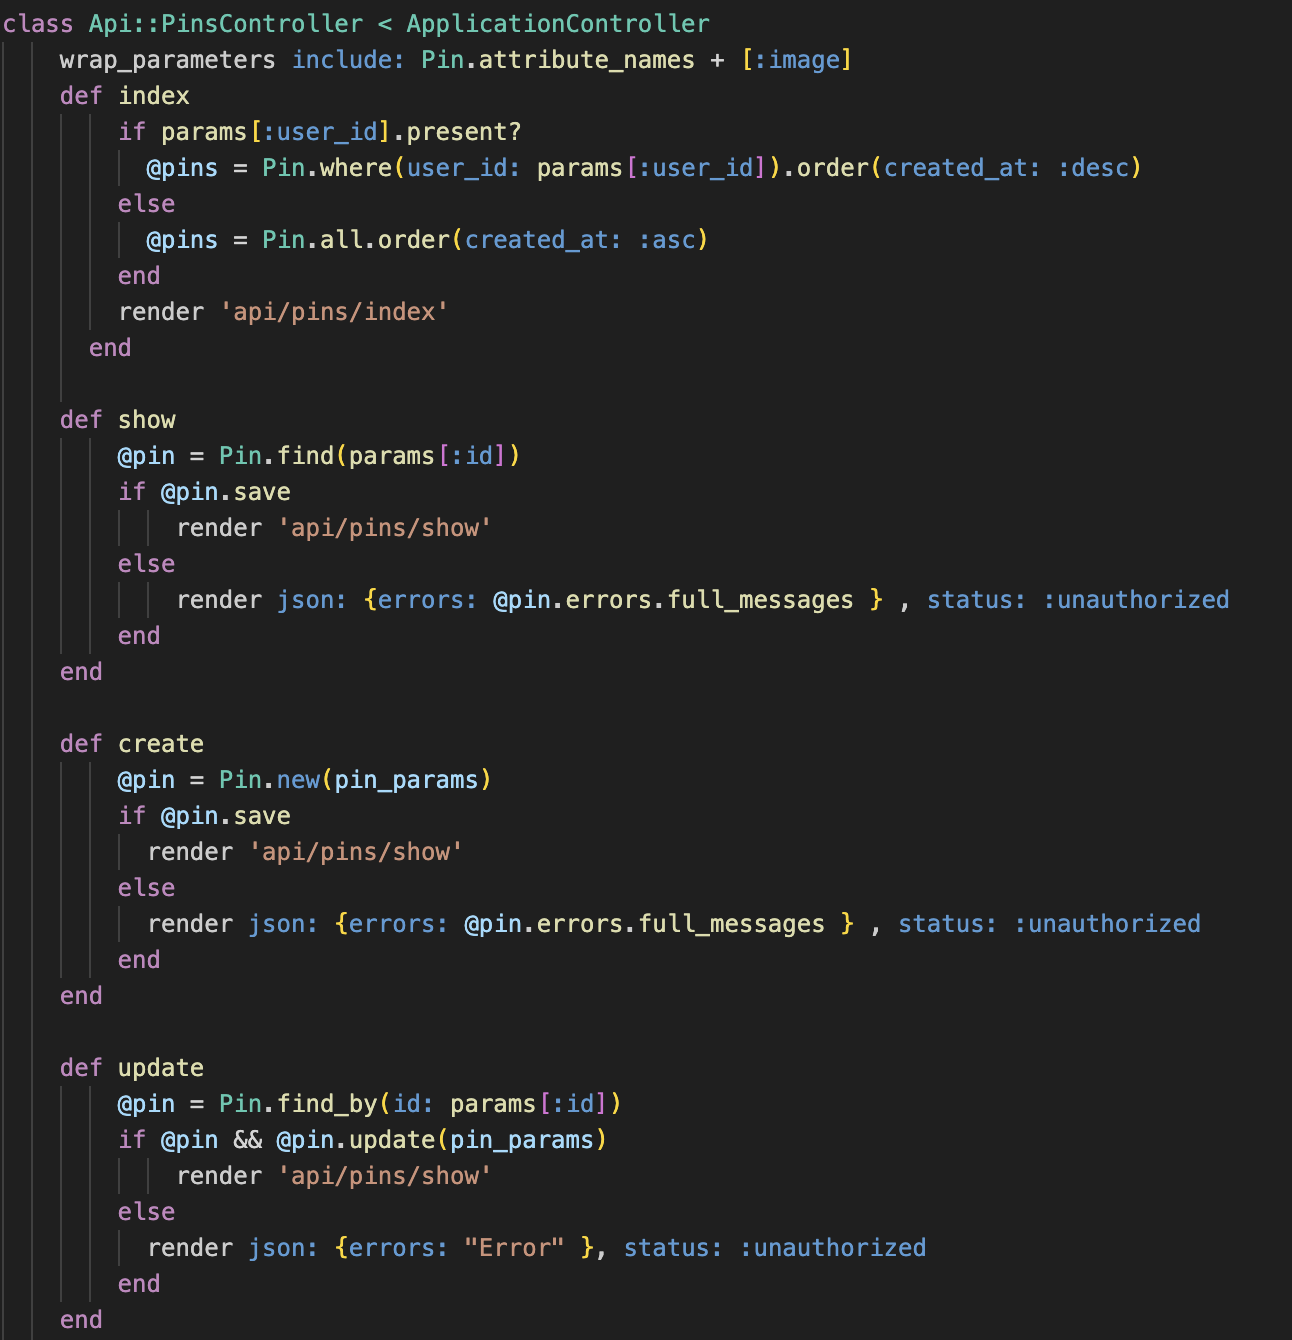 class Api::PinsController < ApplicationController
    wrap_parameters include: Pin.attribute_names + [:image]
    def index
        if params[:user_id].present?
          @pins = Pin.where(user_id: params[:user_id]).order(created_at: :desc)
        else
          @pins = Pin.all.order(created_at: :asc)
        end
        render 'api/pins/index'
      end

    def show
        @pin = Pin.find(params[:id])
        if @pin.save
            render 'api/pins/show'
        else
            render json: {errors: @pin.errors.full_messages } , status: :unauthorized
        end
    end

    def create
        @pin = Pin.new(pin_params)
        if @pin.save
          render 'api/pins/show'
        else
          render json: {errors: @pin.errors.full_messages } , status: :unauthorized
        end
    end

    def update
        @pin = Pin.find_by(id: params[:id])
        if @pin && @pin.update(pin_params)
            render 'api/pins/show'
        else
          render json: {errors: "Error" }, status: :unauthorized
        end
    end